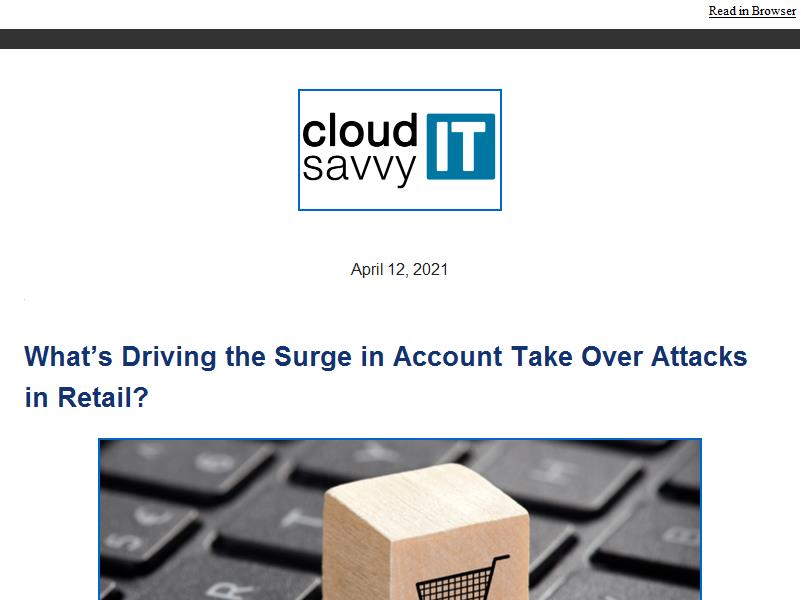 Read in Browser
cloud
savvy IT
April 12, 2021
What’s Driving the Surge in Account Take Over Attacks
in Retail?
5 €
T
Y
H
B
R